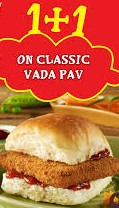 1+1
ON CLASSIC
VADA PAV